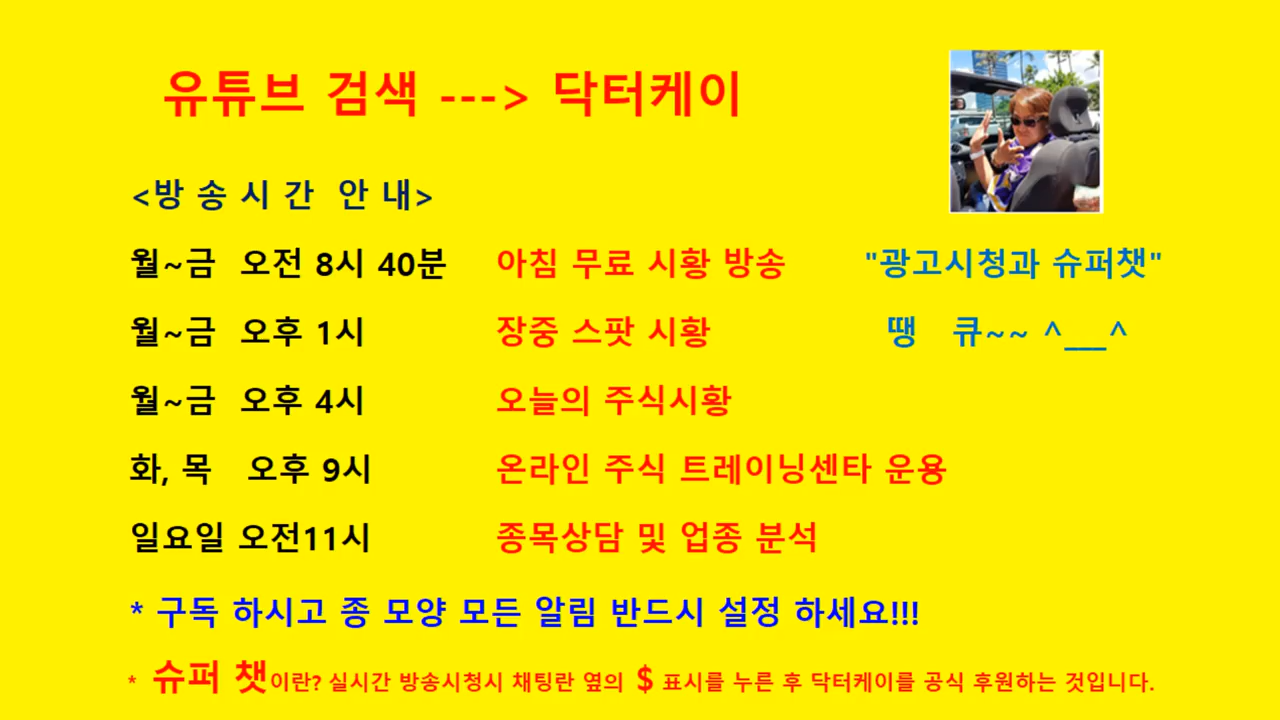 유튜브 검색 ---> 닥터케이
<방 송 시 간 안 내>
월~금 오전 8시 40분 아침 무료 시황 방송 "광고시청과 슈퍼챗"
월~금 오후 1시 장중 스팟 시황 땡 큐~~ ^___^
월~금 오후 4시 오늘의 주식시황
화, 목 오후 9시 온라인 주식 트레이닝센타 운용
일요일 오전11시 종목상담 및 업종 분석
* 구독 하시고 종 모양 모든 알림 반드시 설정 하세요!!!
* 슈퍼 챗이란? 실시간 방송시청시 채팅란 옆의 $ 표시를 누른 후 닥터케이를 공식 후원하는 것입니다.